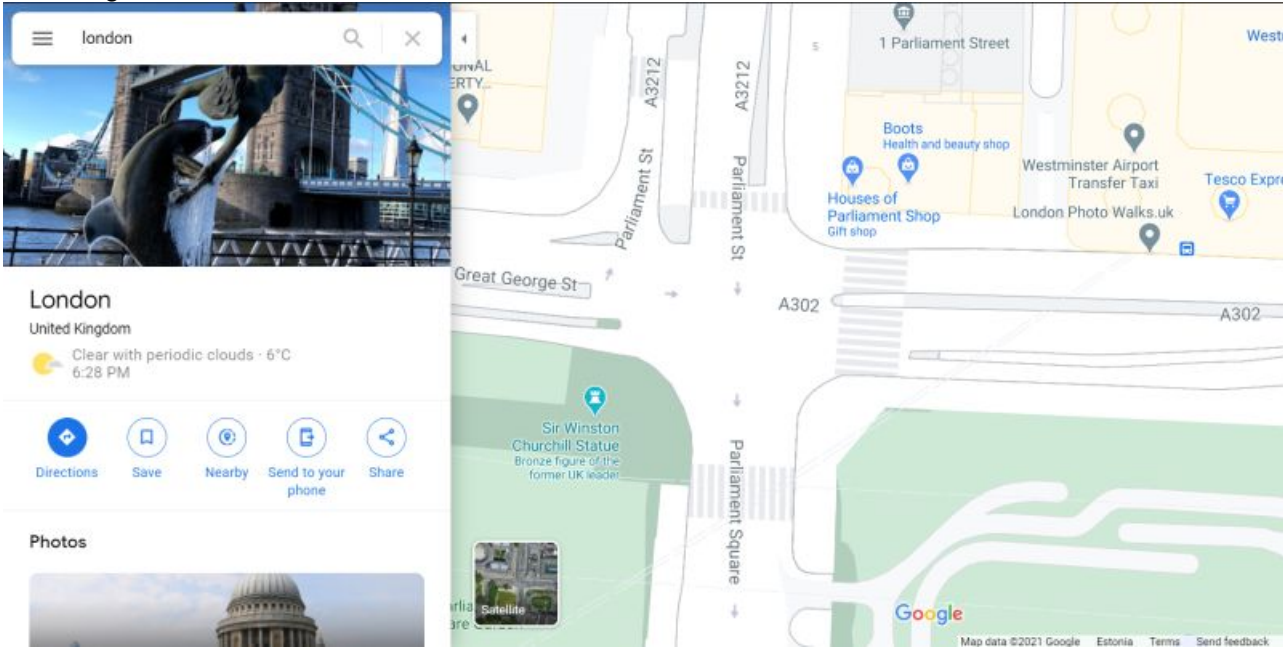 london
London
United Kingdom
Clear with periodic clouds · 6°C
6:28 PM
Directions
Save
Nearby
Send to your
phone
Share
Photos
A3212
A3212
1 Parliament Street
Boots
Health and beauty shop
Houses of
Parliament Shop
Gift shop
Westminster Airport
Transfer Taxi
London Photo Walks.uk
Parliament St
Parliament St
Great George St
A302
A302
Sir Winston
Churchill Statue
Bronze figure of the
former UK leader
Parliament Square
Satellite
Google
Map data ©2021 Google Estonia Terms Send feedback